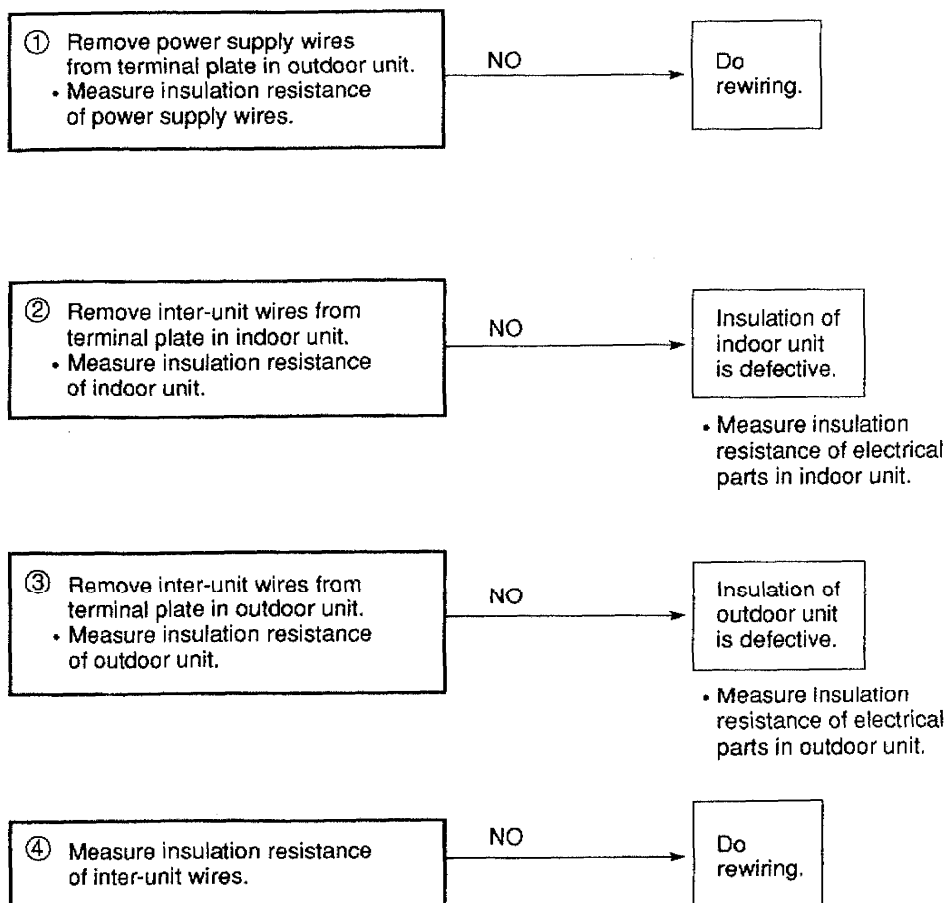 ① Remove power supply wires
from terminal plate in outdoor unit.
• Measure insulation resistance
of power supply wires.
NO
Do
rewiring.
② Remove inter-unit wires from
terminal plate in indoor unit.
• Measure insulation resistance
of indoor unit.
NO
Insulation of
indoor unit
is defective.
• Measure insulation
resistance of electrical
parts in indoor unit.
③ Remove inter-unit wires from
terminal plate in outdoor unit.
• Measure insulation resistance
of outdoor unit.
NO
Insulation of
outdoor unit
is defective.
• Measure insulation
resistance of electrical
parts in outdoor unit.
④ Measure insulation resistance
of inter-unit wires.
NO
Do
rewiring.